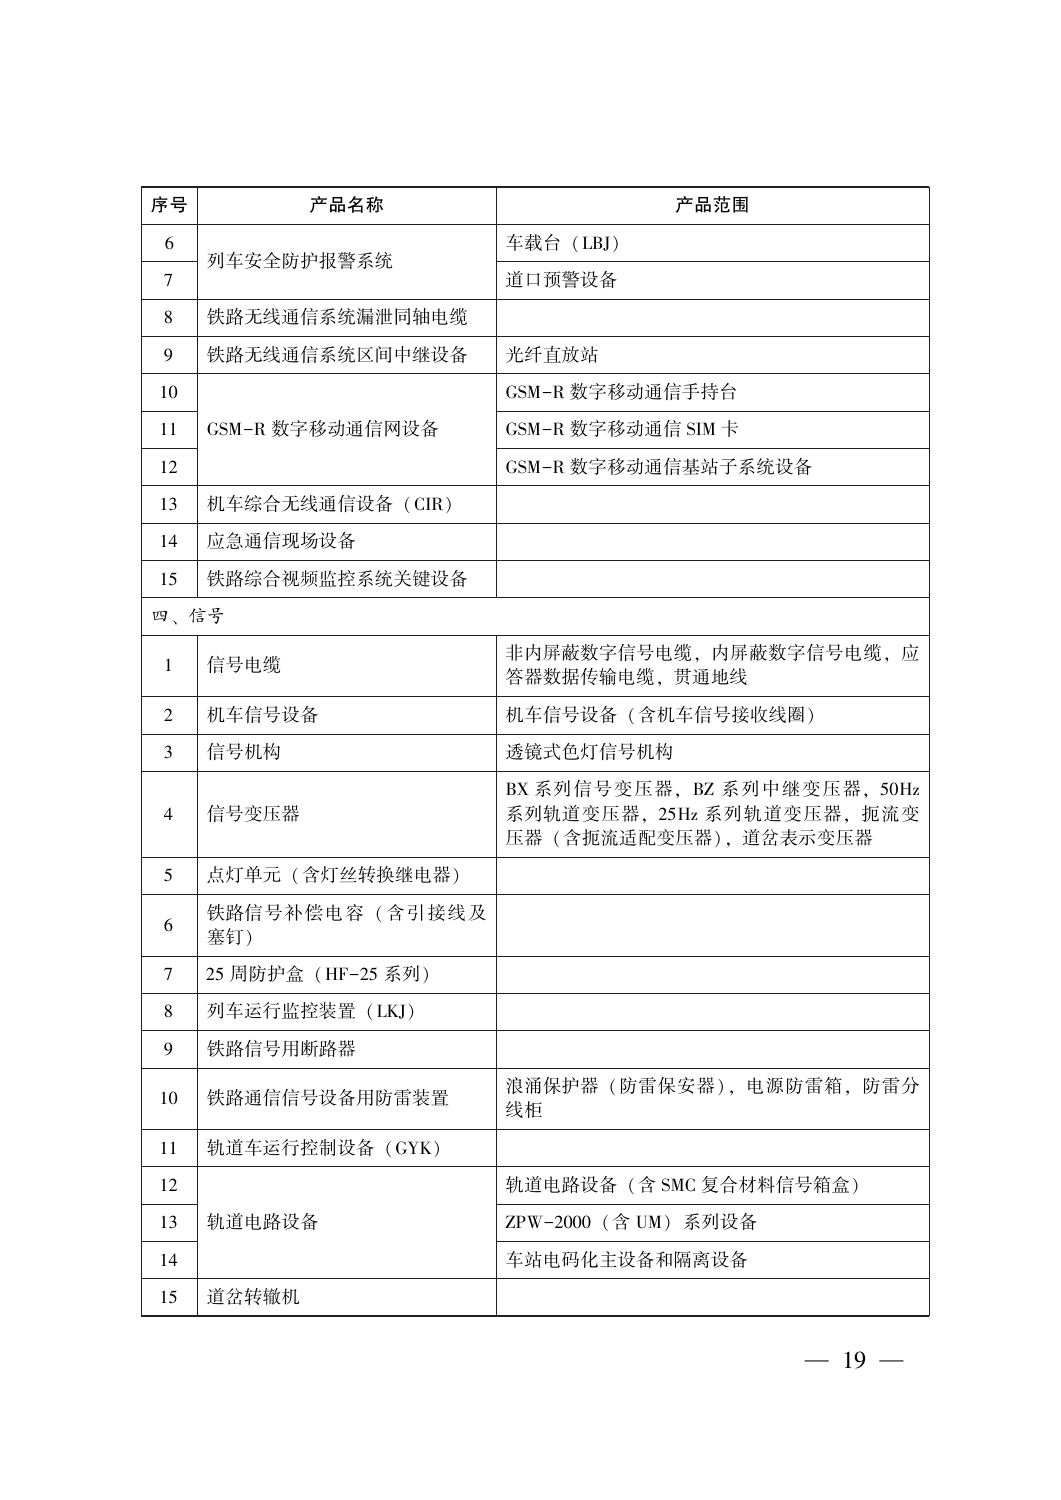 序号 产品名称 产品范围
6 列车安全防护报警系统 车载台（LBJ）
7 道口预警设备
8 铁路无线通信系统漏泄同轴电缆
9 铁路无线通信系统区间中继设备 光纤直放站
10 GSM-R 数字移动通信网设备 GSM-R 数字移动通信手持台
11 GSM-R 数字移动通信 SIM 卡
12 GSM-R 数字移动通信基站子系统设备
13 机车综合无线通信设备（CIR）
14 应急通信现场设备
15 铁路综合视频监控系统关键设备
四、信号
1 信号电缆 非内屏蔽数字信号电缆，内屏蔽数字信号电缆，应
答器数据传输电缆，贯通地线
2 机车信号设备 机车信号设备（含机车信号接收线圈）
3 信号机构 透镜式色灯信号机构
4 信号变压器 BX 系列信号变压器，BZ 系列中继变压器，50Hz
系列轨道变压器，25Hz 系列轨道变压器，扼流变
压器（含扼流适配变压器），道岔表示变压器
5 点灯单元（含灯丝转换继电器）
6 铁路信号补偿电容（含引接线及
塞钉）
7 25 周防护盒（HF-25 系列）
8 列车运行监控装置（LKJ）
9 铁路信号用断路器
10 铁路通信信号设备用防雷装置 浪涌保护器（防雷保安器），电源防雷箱，防雷分
线柜
11 轨道车运行控制设备（GYK）
12 轨道电路设备 轨道电路设备（含 SMC 复合材料信号箱盒）
13 ZPW-2000（含 UM）系列设备
14 车站电码化主设备和隔离设备
15 道岔转辙机
— 19 —